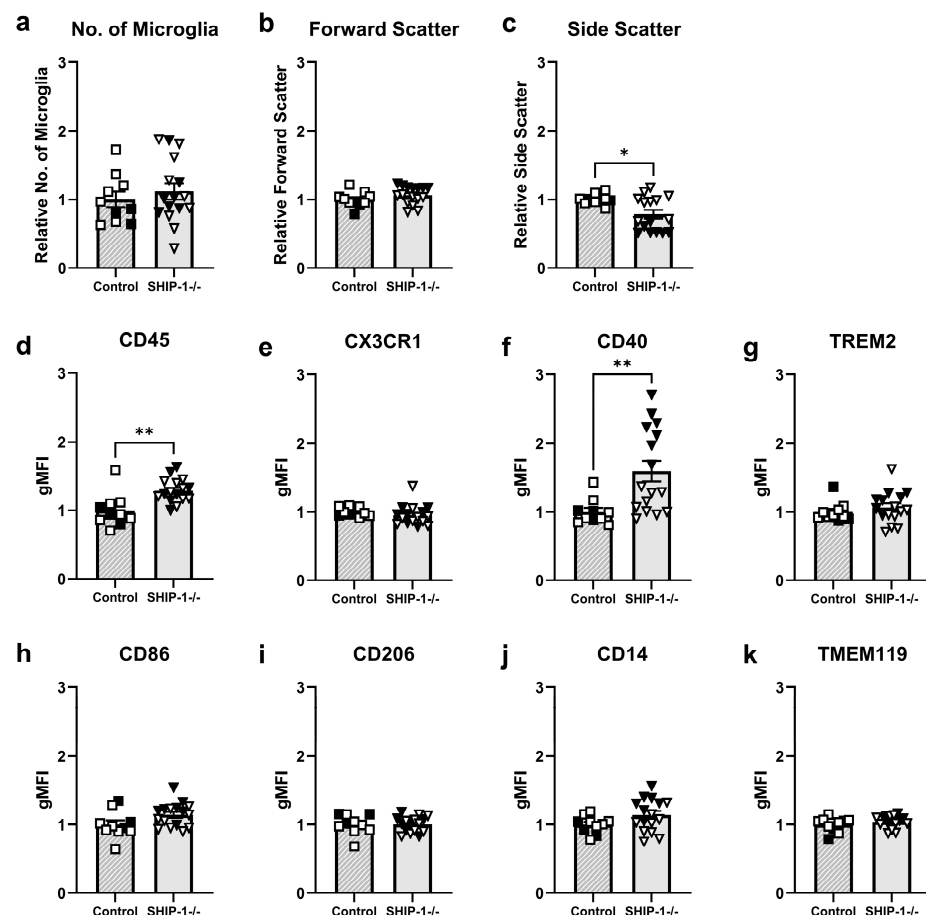 a No. of Microglia
Relative No. of Microglia
3
2
1
0
Control SHIP-1-/-
b Forward Scatter
Relative Forward Scatter
3
2
1
0
Control SHIP-1-/-
c Side Scatter
Relative Side Scatter
3
2
1
0
*
Control SHIP-1-/-
d CD45
gMFI
3
2
1
0
**
Control SHIP-1-/-
e CX3CR1
gMFI
3
2
1
0
Control SHIP-1-/-
f CD40
gMFI
3
2
1
0
**
Control SHIP-1-/-
g TREM2
gMFI
3
2
1
0
Control SHIP-1-/-
h CD86
gMFI
3
2
1
0
Control SHIP-1-/-
i CD206
gMFI
3
2
1
0
Control SHIP-1-/-
j CD14
gMFI
3
2
1
0
Control SHIP-1-/-
k TMEM119
gMFI
3
2
1
0
Control SHIP-1-/-